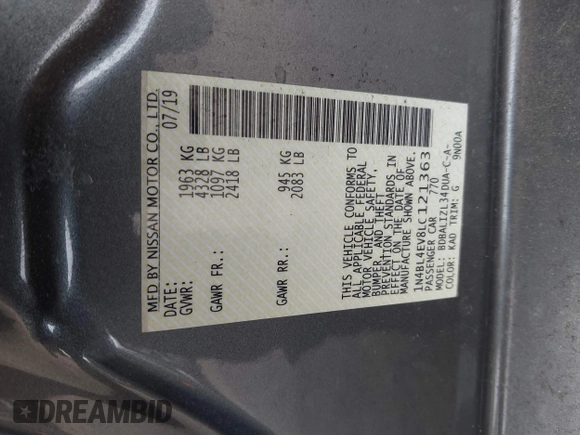 MFD BY NISSAN MOTOR CO., LTD.
DATE: 07/19
GVWR: 1963 KG
4328 LB
GAWR FR.: 1097 KG
2418 LB
GAWR RR.: 945 KG
2083 LB
THIS VEHICLE CONFORMS TO
ALL APPLICABLE FEDERAL
MOTOR VEHICLE SAFETY,
BUMPER, AND THEFT
PREVENTION STANDARDS IN
EFFECT ON THE DATE OF
MANUFACTURE SHOWN ABOVE.
1N4BL4EV8LC121363
PASSENGER CAR 770
MODEL: BDBALIZL34DUA-C-A-
COLOR: KAD TRIM: G 9N00A
DREAMBID